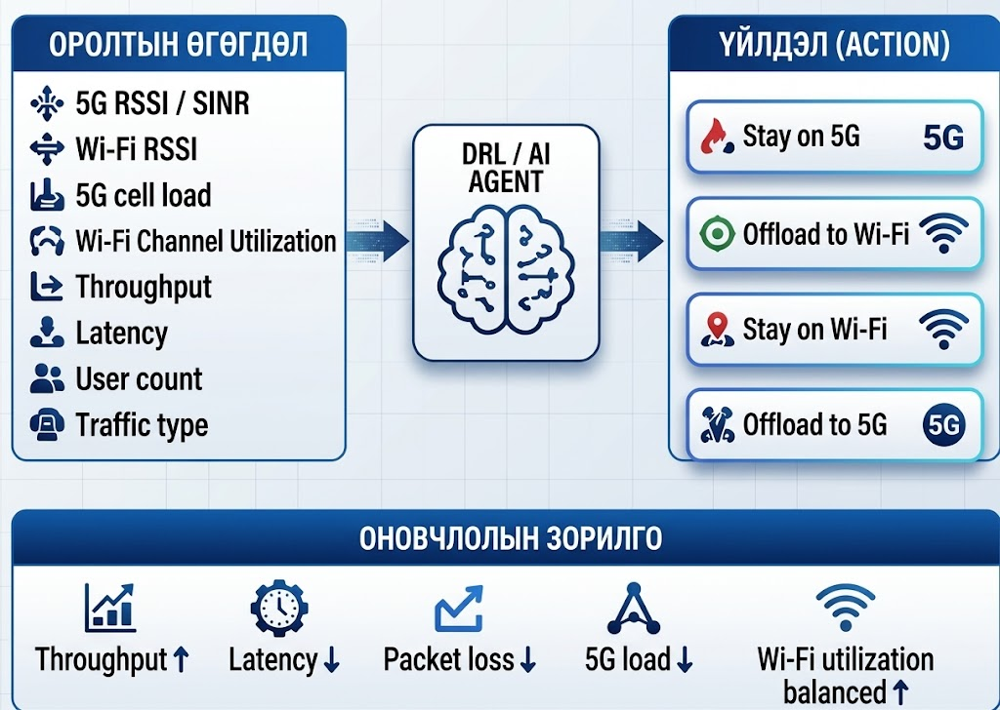 ОРОЛТЫН ӨГӨГДӨЛ
5G RSSI / SINR
Wi-Fi RSSI
5G cell load
Wi-Fi Channel Utilization
Throughput
Latency
User count
Traffic type
DRL / AI
AGENT
ҮЙЛДЭЛ (ACTION)
Stay on 5G 5G
Offload to Wi-Fi
Stay on Wi-Fi
Offload to 5G 5G
ОНОВЧЛОЛЫН ЗОРИЛГО
Throughput ↑
Latency ↓
Packet loss ↓
5G load ↓
Wi-Fi utilization
balanced ↑